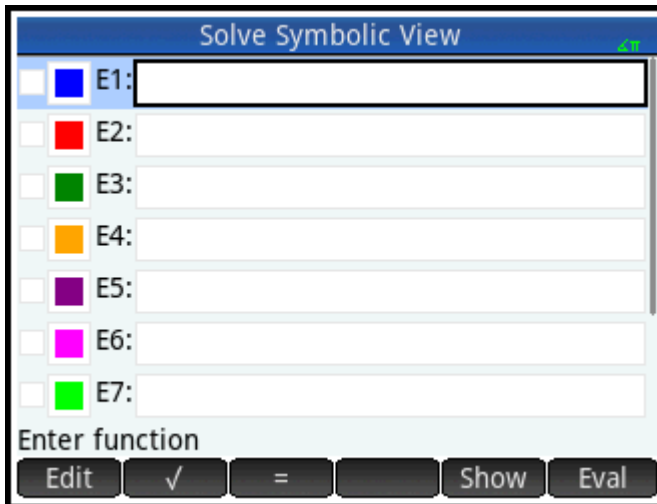 Solve Symbolic View
∡π
E1:
E2:
E3:
E4:
E5:
E6:
E7:
Enter function
Edit √ = Show Eval